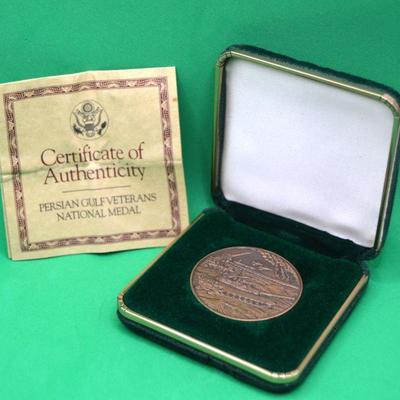 Certificate of
Authenticity
PERSIAN GULF VETERANS
NATIONAL MEDAL